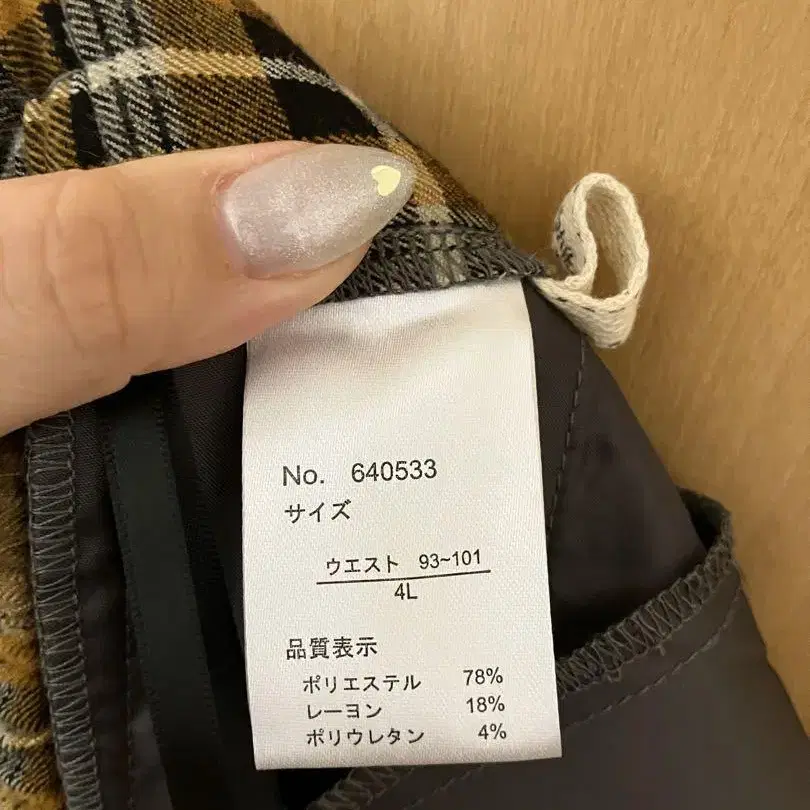 No. 640533
サイズ
ウエスト 93~101
4L
品質表示
ポリエステル 78%
レーヨン 18%
ポリウレタン 4%